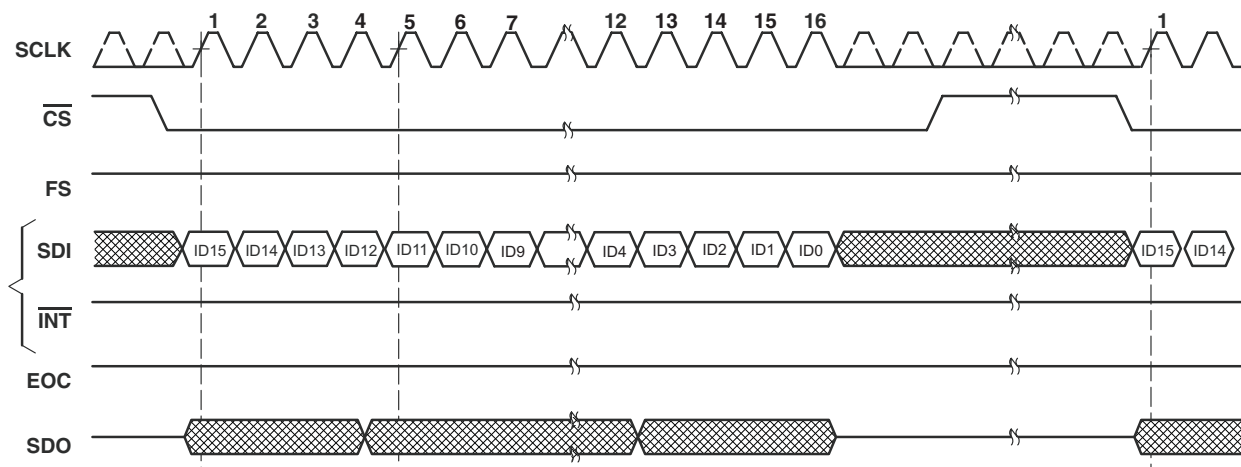 1 2 3 4 5 6 7 12 13 14 15 16 1
SCLK
CS
FS
SDI ID15 ID14 ID13 ID12 ID11 ID10 ID9 ID4 ID3 ID2 ID1 ID0 ID15 ID14
INT
EOC
SDO